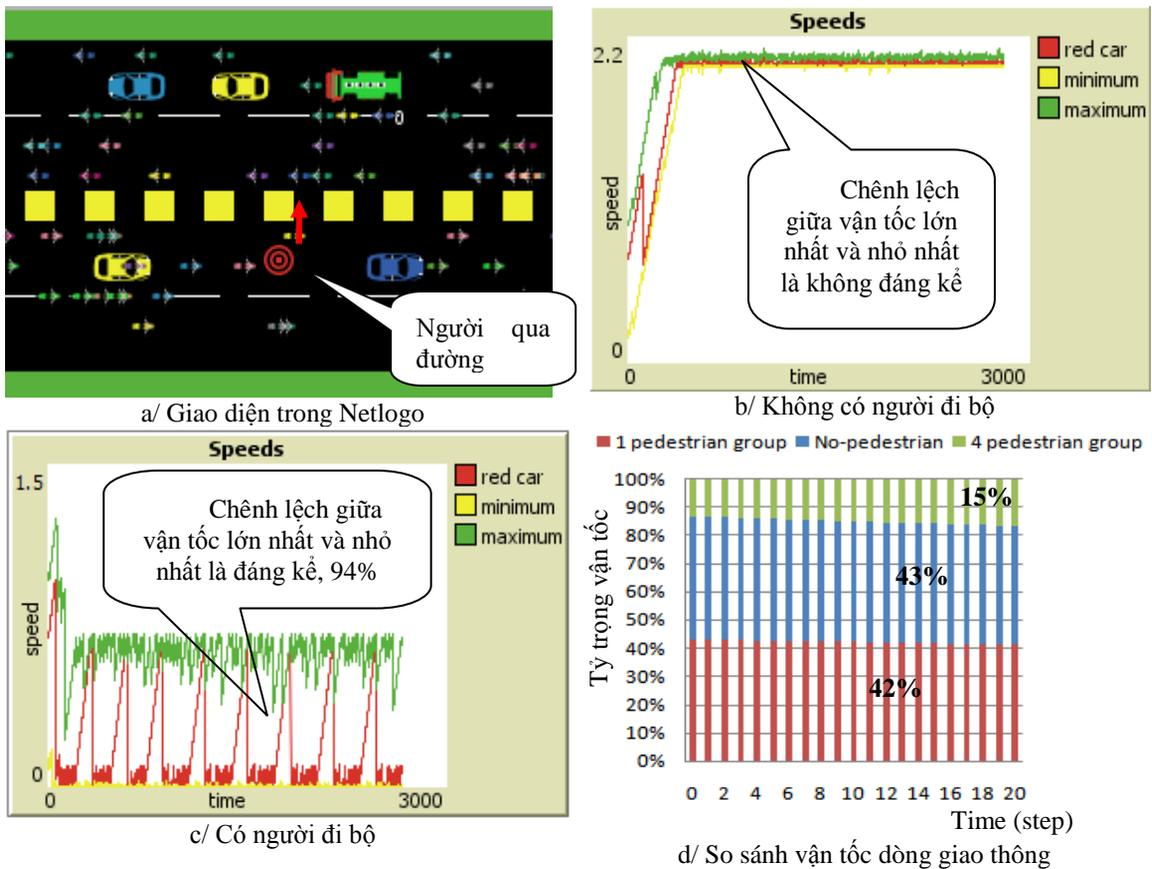 0
Người qua
đường
a/ Giao diện trong Netlogo
Speeds
2.2
speed
0
0 time 3000
red car
minimum
maximum
Chênh lệch
giữa vận tốc lớn
nhất và nhỏ nhất
là không đáng kể
b/ Không có người đi bộ
Speeds
1.5
speed
0
0 time 3000
red car
minimum
maximum
Chênh lệch giữa
vận tốc lớn nhất và nhỏ
nhất là đáng kể, 94%
c/ Có người đi bộ
1 pedestrian group No-pedestrian 4 pedestrian group
Tỷ trọng vận tốc
100%
90%
80%
70%
60%
50%
40%
30%
20%
10%
0%
15%
43%
42%
0 2 4 6 8 10 12 14 16 18 20
Time (step)
d/ So sánh vận tốc dòng giao thông